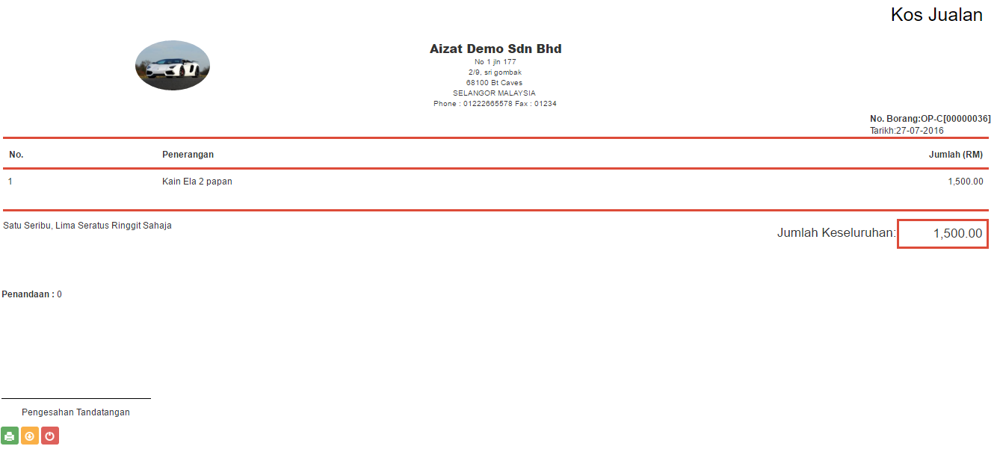 Kos Jualan
Aizat Demo Sdn Bhd
No 1 jln 177
2/9, sri gombak
68100 Bt Caves
SELANGOR MALAYSIA
Phone : 01222665578 Fax : 01234
No. Borang:OP-C[00000036]
Tarikh:27-07-2016
No. Penerangan Jumlah (RM)
1 Kain Ela 2 papan 1,500.00
Satu Seribu, Lima Seratus Ringgit Sahaja
Jumlah Keseluruhan: 1,500.00
Penandaan : 0
Pengesahan Tandatangan